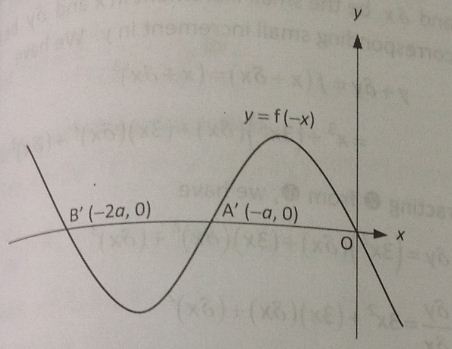 y
y = f(−x)
B′ (−2a, 0)
A′ (−a, 0)
O
x